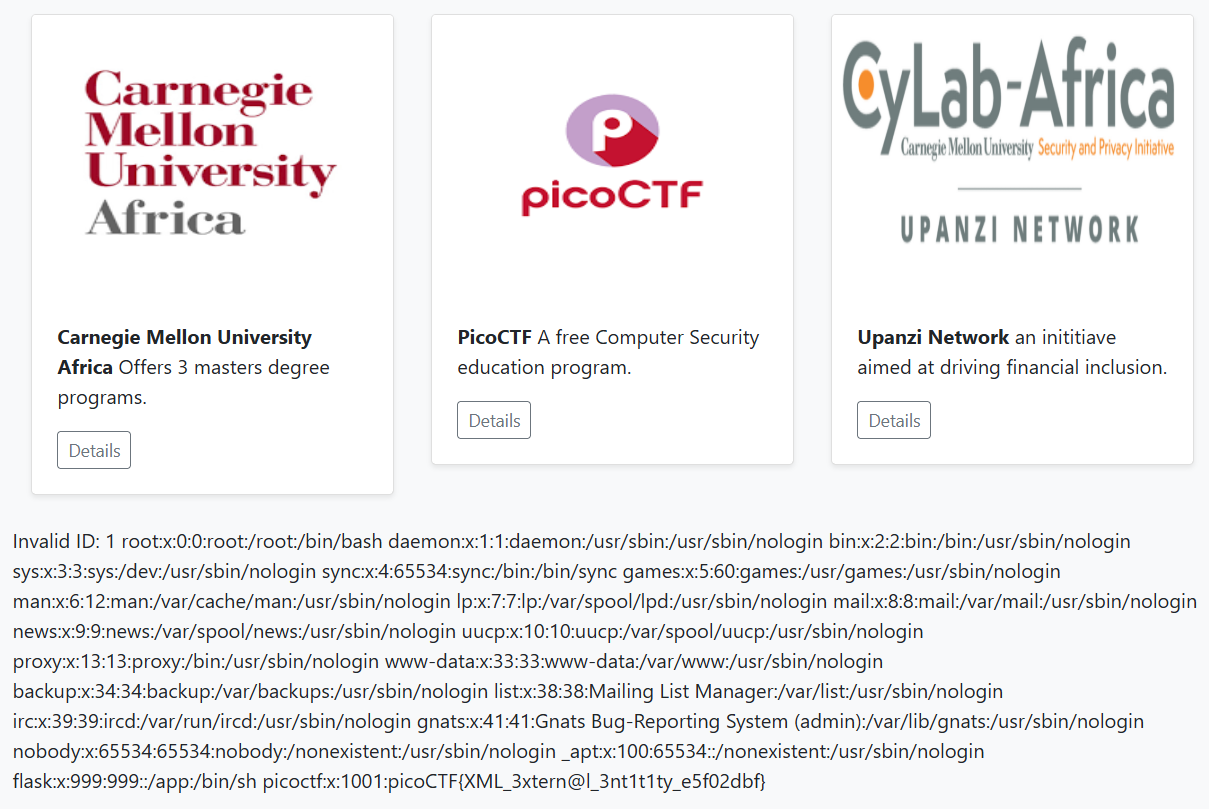 Carnegie
Mellon
University
Africa
picoCTF
CyLab-Africa
Carnegie Mellon University Security and Privacy Initiative
UPANZI NETWORK
Carnegie Mellon University
Africa Offers 3 masters degree
programs.
Details
PicoCTF A free Computer Security
education program.
Details
Upanzi Network an inititiave
aimed at driving financial inclusion.
Details
Invalid ID: 1 root:x:0:0:root:/root:/bin/bash daemon:x:1:1:daemon:/usr/sbin:/usr/sbin/nologin bin:x:2:2:bin:/bin:/usr/sbin/nologin
sys:x:3:3:sys:/dev:/usr/sbin/nologin sync:x:4:65534:sync:/bin:/bin/sync games:x:5:60:games:/usr/games:/usr/sbin/nologin
man:x:6:12:man:/var/cache/man:/usr/sbin/nologin lp:x:7:7:lp:/var/spool/lpd:/usr/sbin/nologin mail:x:8:8:mail:/var/mail:/usr/sbin/nologin
news:x:9:9:news:/var/spool/news:/usr/sbin/nologin uucp:x:10:10:uucp:/var/spool/uucp:/usr/sbin/nologin
proxy:x:13:13:proxy:/bin:/usr/sbin/nologin www-data:x:33:33:www-data:/var/www:/usr/sbin/nologin
backup:x:34:34:backup:/var/backups:/usr/sbin/nologin list:x:38:38:Mailing List Manager:/var/list:/usr/sbin/nologin
irc:x:39:39:ircd:/var/run/ircd:/usr/sbin/nologin gnats:x:41:41:Gnats Bug-Reporting System (admin):/var/lib/gnats:/usr/sbin/nologin
nobody:x:65534:65534:nobody:/nonexistent:/usr/sbin/nologin _apt:x:100:65534::/nonexistent:/usr/sbin/nologin
flask:x:999:999::/app:/bin/sh picoctf:x:1001:picoCTF{XML_3xtern@l_3nt1t1ty_e5f02dbf}